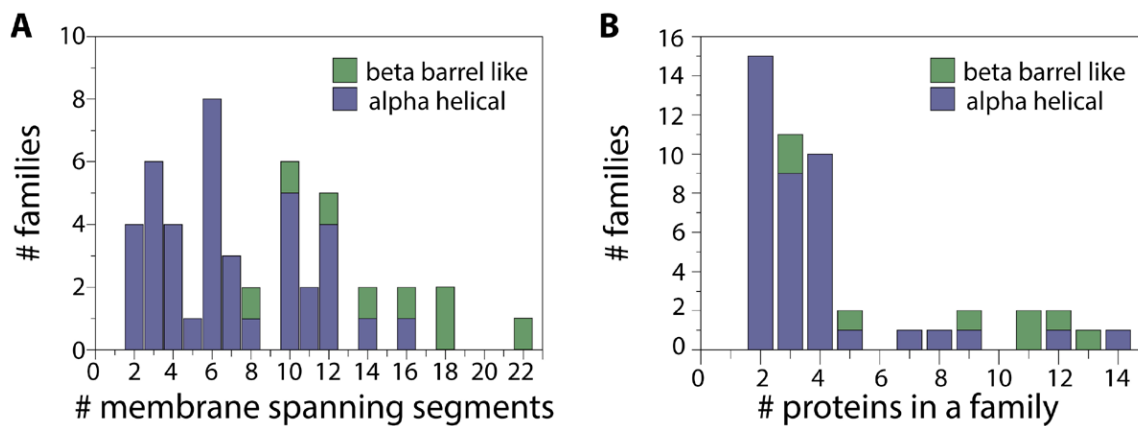 A
10
8
6
4
2
0
# families
beta barrel like
alpha helical
0 2 4 6 8 10 12 14 16 18 20 22
# membrane spanning segments
B
16
14
12
10
8
6
4
2
0
# families
beta barrel like
alpha helical
0 2 4 6 8 10 12 14
# proteins in a family